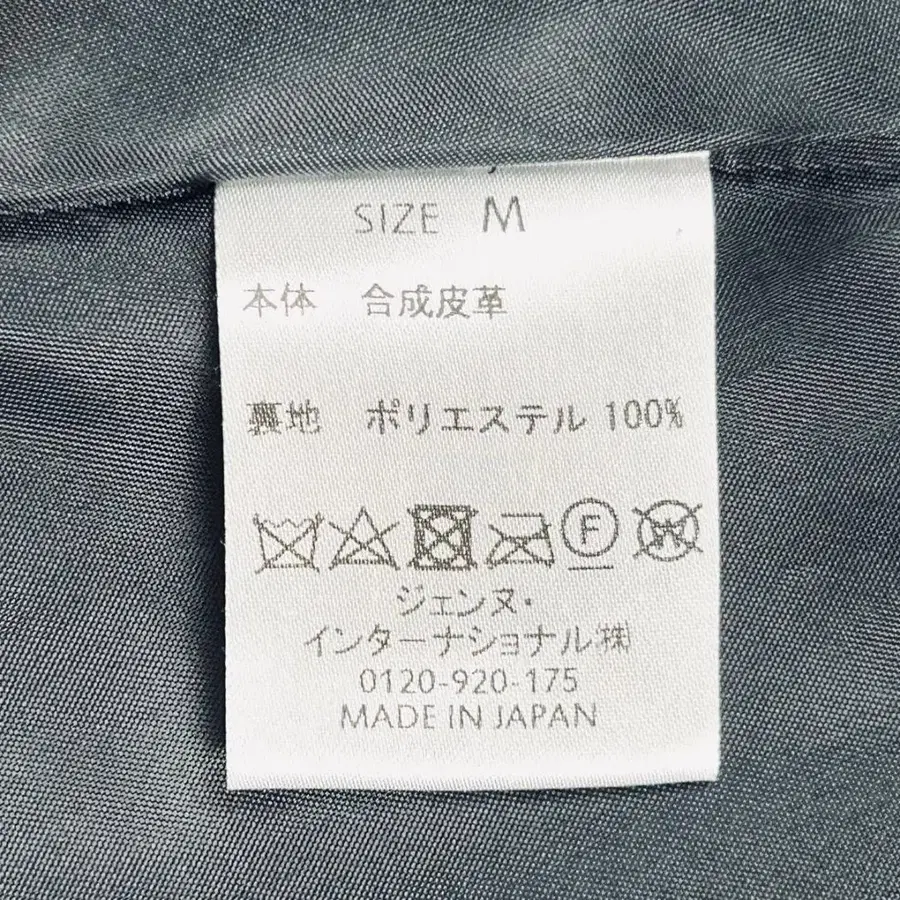 SIZE M
本体 合成皮革
裏地 ポリエステル 100%
F W
ジェンヌ・
インターナショナル㈱
0120-920-175
MADE IN JAPAN